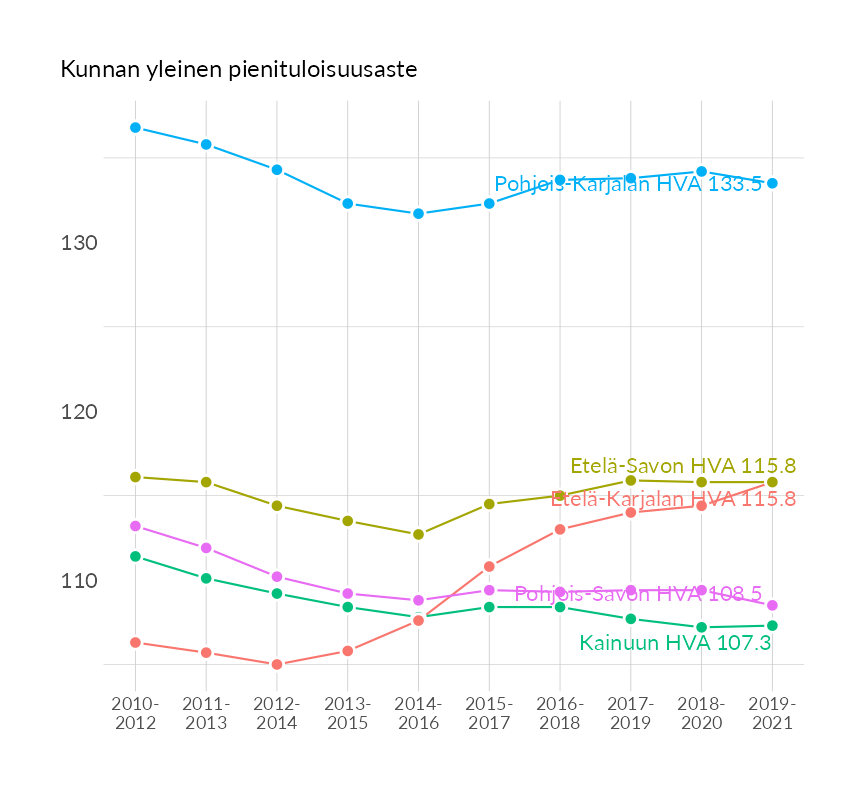 Kunnan yleinen pienituloisuusaste
Pohjois-Karjalan HVA 133.5
130
120
Etelä-Savon HVA 115.8
Etelä-Karjalan HVA 115.8
110
Pohjois-Savon HVA 108.5
Kainuun HVA 107.3
2010- 2011- 2012- 2013- 2014- 2015- 2016- 2017- 2018- 2019-
2012 2013 2014 2015 2016 2017 2018 2019 2020 2021